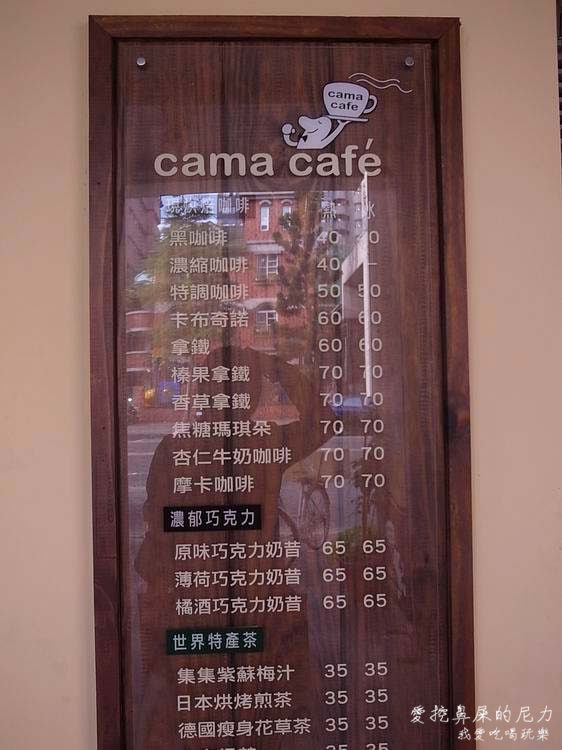 cama
cafe
cama café
現烘焙咖啡 熱 冰
黑咖啡 40 40
濃縮咖啡 40 —
特調咖啡 50 50
卡布奇諾 60 60
拿鐵 60 60
榛果拿鐵 70 70
香草拿鐵 70 70
焦糖瑪琪朵 70 70
杏仁牛奶咖啡 70 70
摩卡咖啡 70 70
濃郁巧克力
原味巧克力奶昔 65 65
薄荷巧克力奶昔 65 65
橘酒巧克力奶昔 65 65
世界特產茶
集集紫蘇梅汁 35 35
日本烘烤煎茶 35 35
德國瘦身花草茶 35 35
愛挖鼻屎的尼力
我愛吃喝玩樂